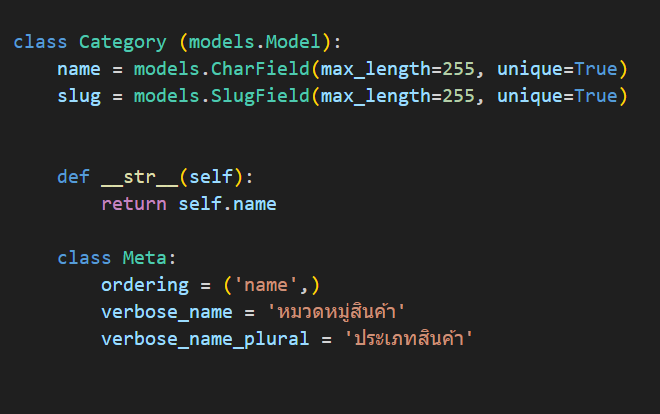 class Category (models.Model):
    name = models.CharField(max_length=255, unique=True)
    slug = models.SlugField(max_length=255, unique=True)
    def __str__(self):
        return self.name
    class Meta:
        ordering = ('name',)
        verbose_name = 'หมวดหมู่สินค้า'
        verbose_name_plural = 'ประเภทสินค้า'